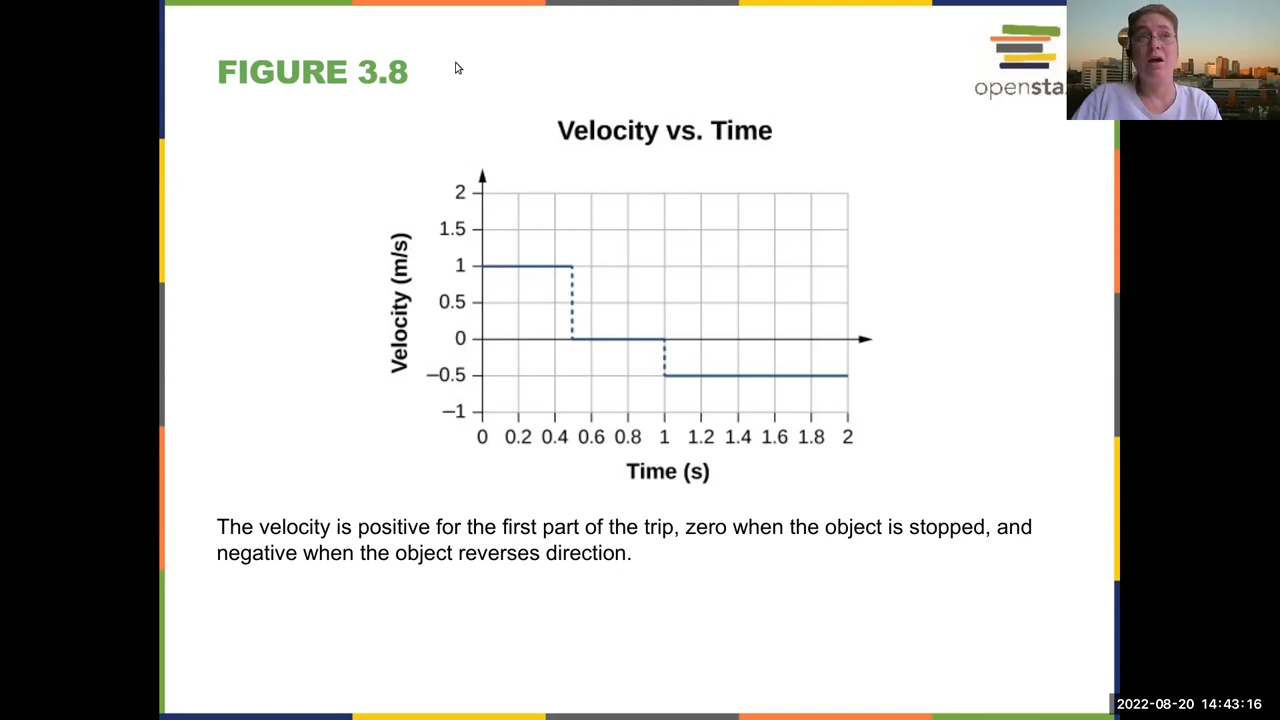 FIGURE 3.8
opensta
Velocity vs. Time
Velocity (m/s)
2
1.5
1
0.5
0
−0.5
−1
0 0.2 0.4 0.6 0.8 1 1.2 1.4 1.6 1.8 2
Time (s)
The velocity is positive for the first part of the trip, zero when the object is stopped, and
negative when the object reverses direction.
2022-08-20 14:43:16